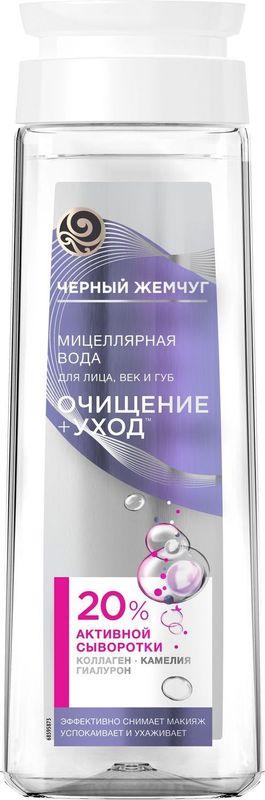 ЧЕРНЫЙ ЖЕМЧУГ
МИЦЕЛЛЯРНАЯ
ВОДА
ДЛЯ ЛИЦА, ВЕК И ГУБ
ОЧИЩЕНИЕ
+УХОД™
20%
АКТИВНОЙ
СЫВОРОТКИ
КОЛЛАГЕН · КАМЕЛИЯ
ГИАЛУРОН
ЭФФЕКТИВНО СНИМАЕТ МАКИЯЖ
УСПОКАИВАЕТ И УХАЖИВАЕТ